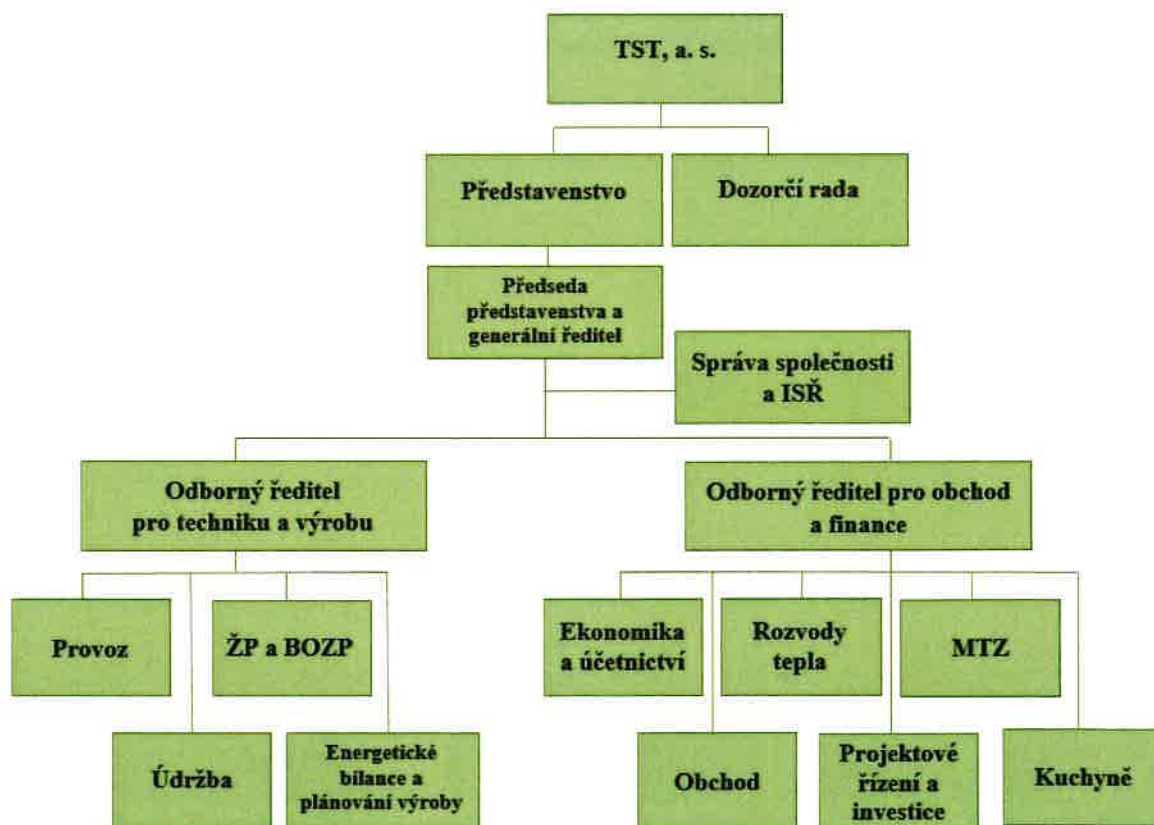 TST, a. s.
Představenstvo
Dozorčí rada
Předseda
představenstva a
generální ředitel
Správa společnosti
a ISŘ
Odborný ředitel
pro techniku a výrobu
Odborný ředitel pro obchod
a finance
Provoz
ŽP a BOZP
Ekonomika
a účetnictví
Rozvody
tepla
MTZ
Údržba
Energetické
bilance a
plánování výroby
Obchod
Projektové
řízení a
investice
Kuchyně